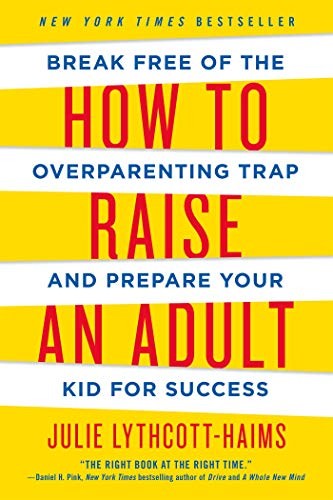 NEW YORK TIMES BESTSELLER
BREAK FREE OF THE
HOW TO
OVERPARENTING TRAP
RAISE
AND PREPARE YOUR
AN ADULT
KID FOR SUCCESS
JULIE LYTHCOTT-HAIMS
"THE RIGHT BOOK AT THE RIGHT TIME."
—Daniel H. Pink, New York Times bestselling author of Drive and A Whole New Mind